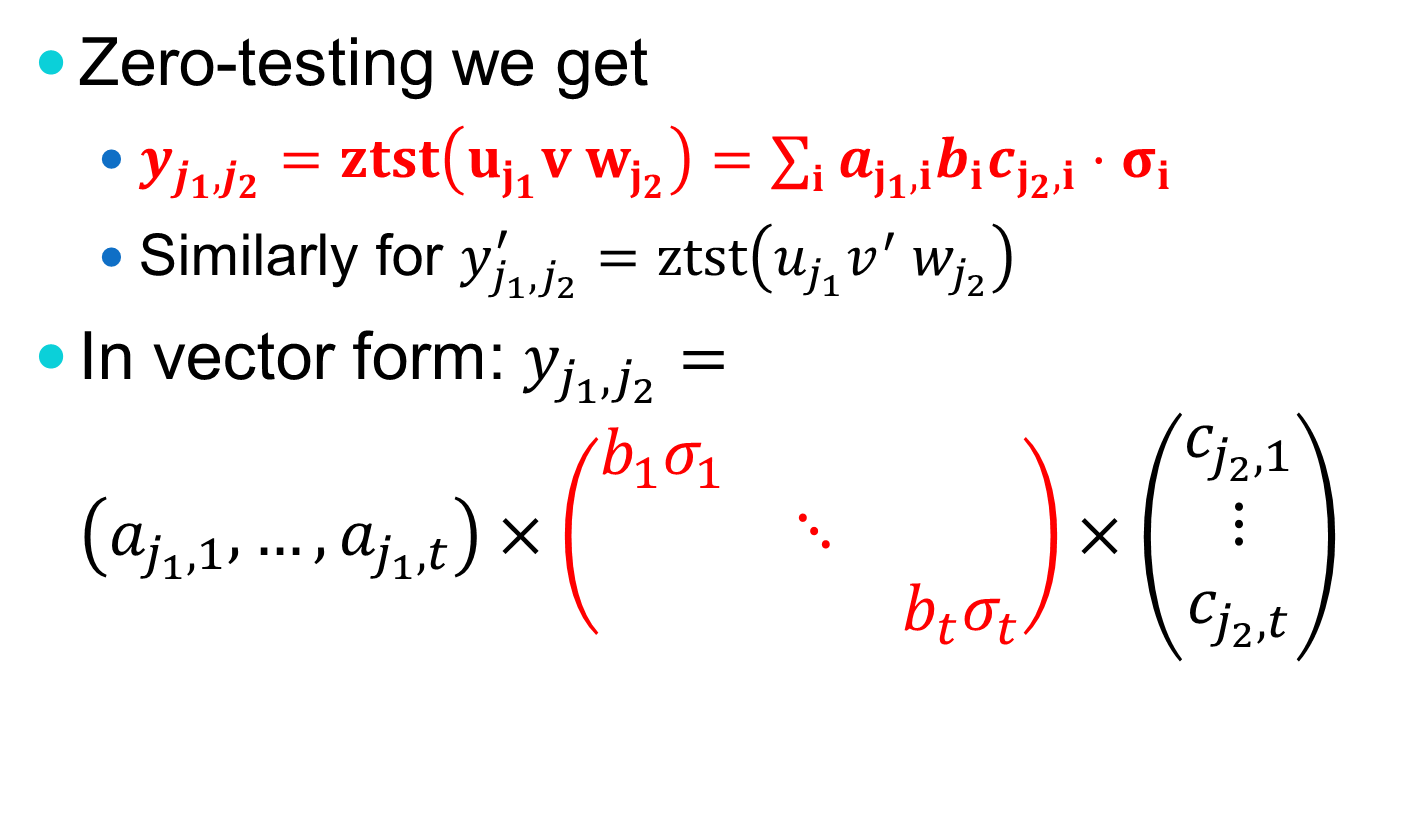 • Zero-testing we get
• y_{j₁,j₂} = ztst(u_{j₁} v w_{j₂}) = ∑_i a_{j₁,i} b_i c_{j₂,i} · σ_i
• Similarly for y′_{j₁,j₂} = ztst(u_{j₁} v′ w_{j₂})
• In vector form: y_{j₁,j₂} =
(a_{j₁,1}, … , a_{j₁,t}) × (b₁σ₁ ⋱ b_tσ_t) × (c_{j₂,1} ⋮ c_{j₂,t})